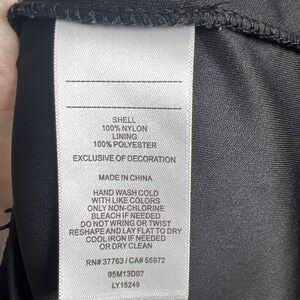 SHELL
100% NYLON
LINING
100% POLYESTER
EXCLUSIVE OF DECORATION
MADE IN CHINA
HAND WASH COLD
WITH LIKE COLORS
ONLY NON-CHLORINE
BLEACH IF NEEDED
DO NOT WRING OR TWIST
RESHAPE AND LAY FLAT TO DRY
COOL IRON IF NEEDED
OR DRY CLEAN
RN# 37763 / CA# 55972
95M13D07
LY15249